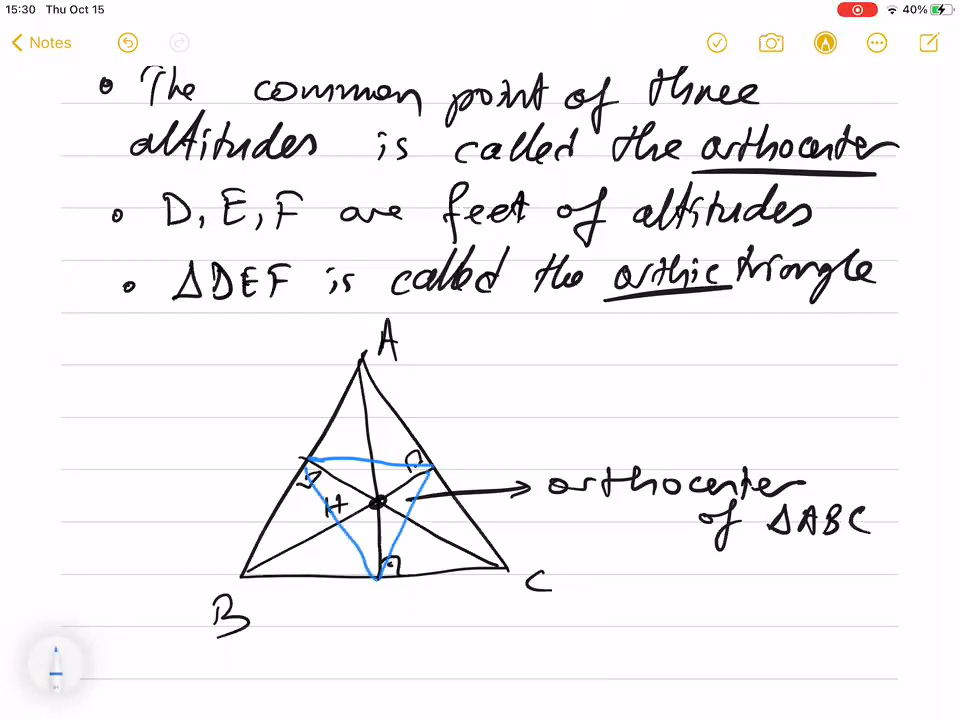 15:30 Thu Oct 15
40%
Notes
• The common point of three
altitudes is called the orthocenter
• D, E, F are feet of altitudes
• ΔDEF is called the orthic triangle
A
H
orthocenter
of ΔABC
C
B